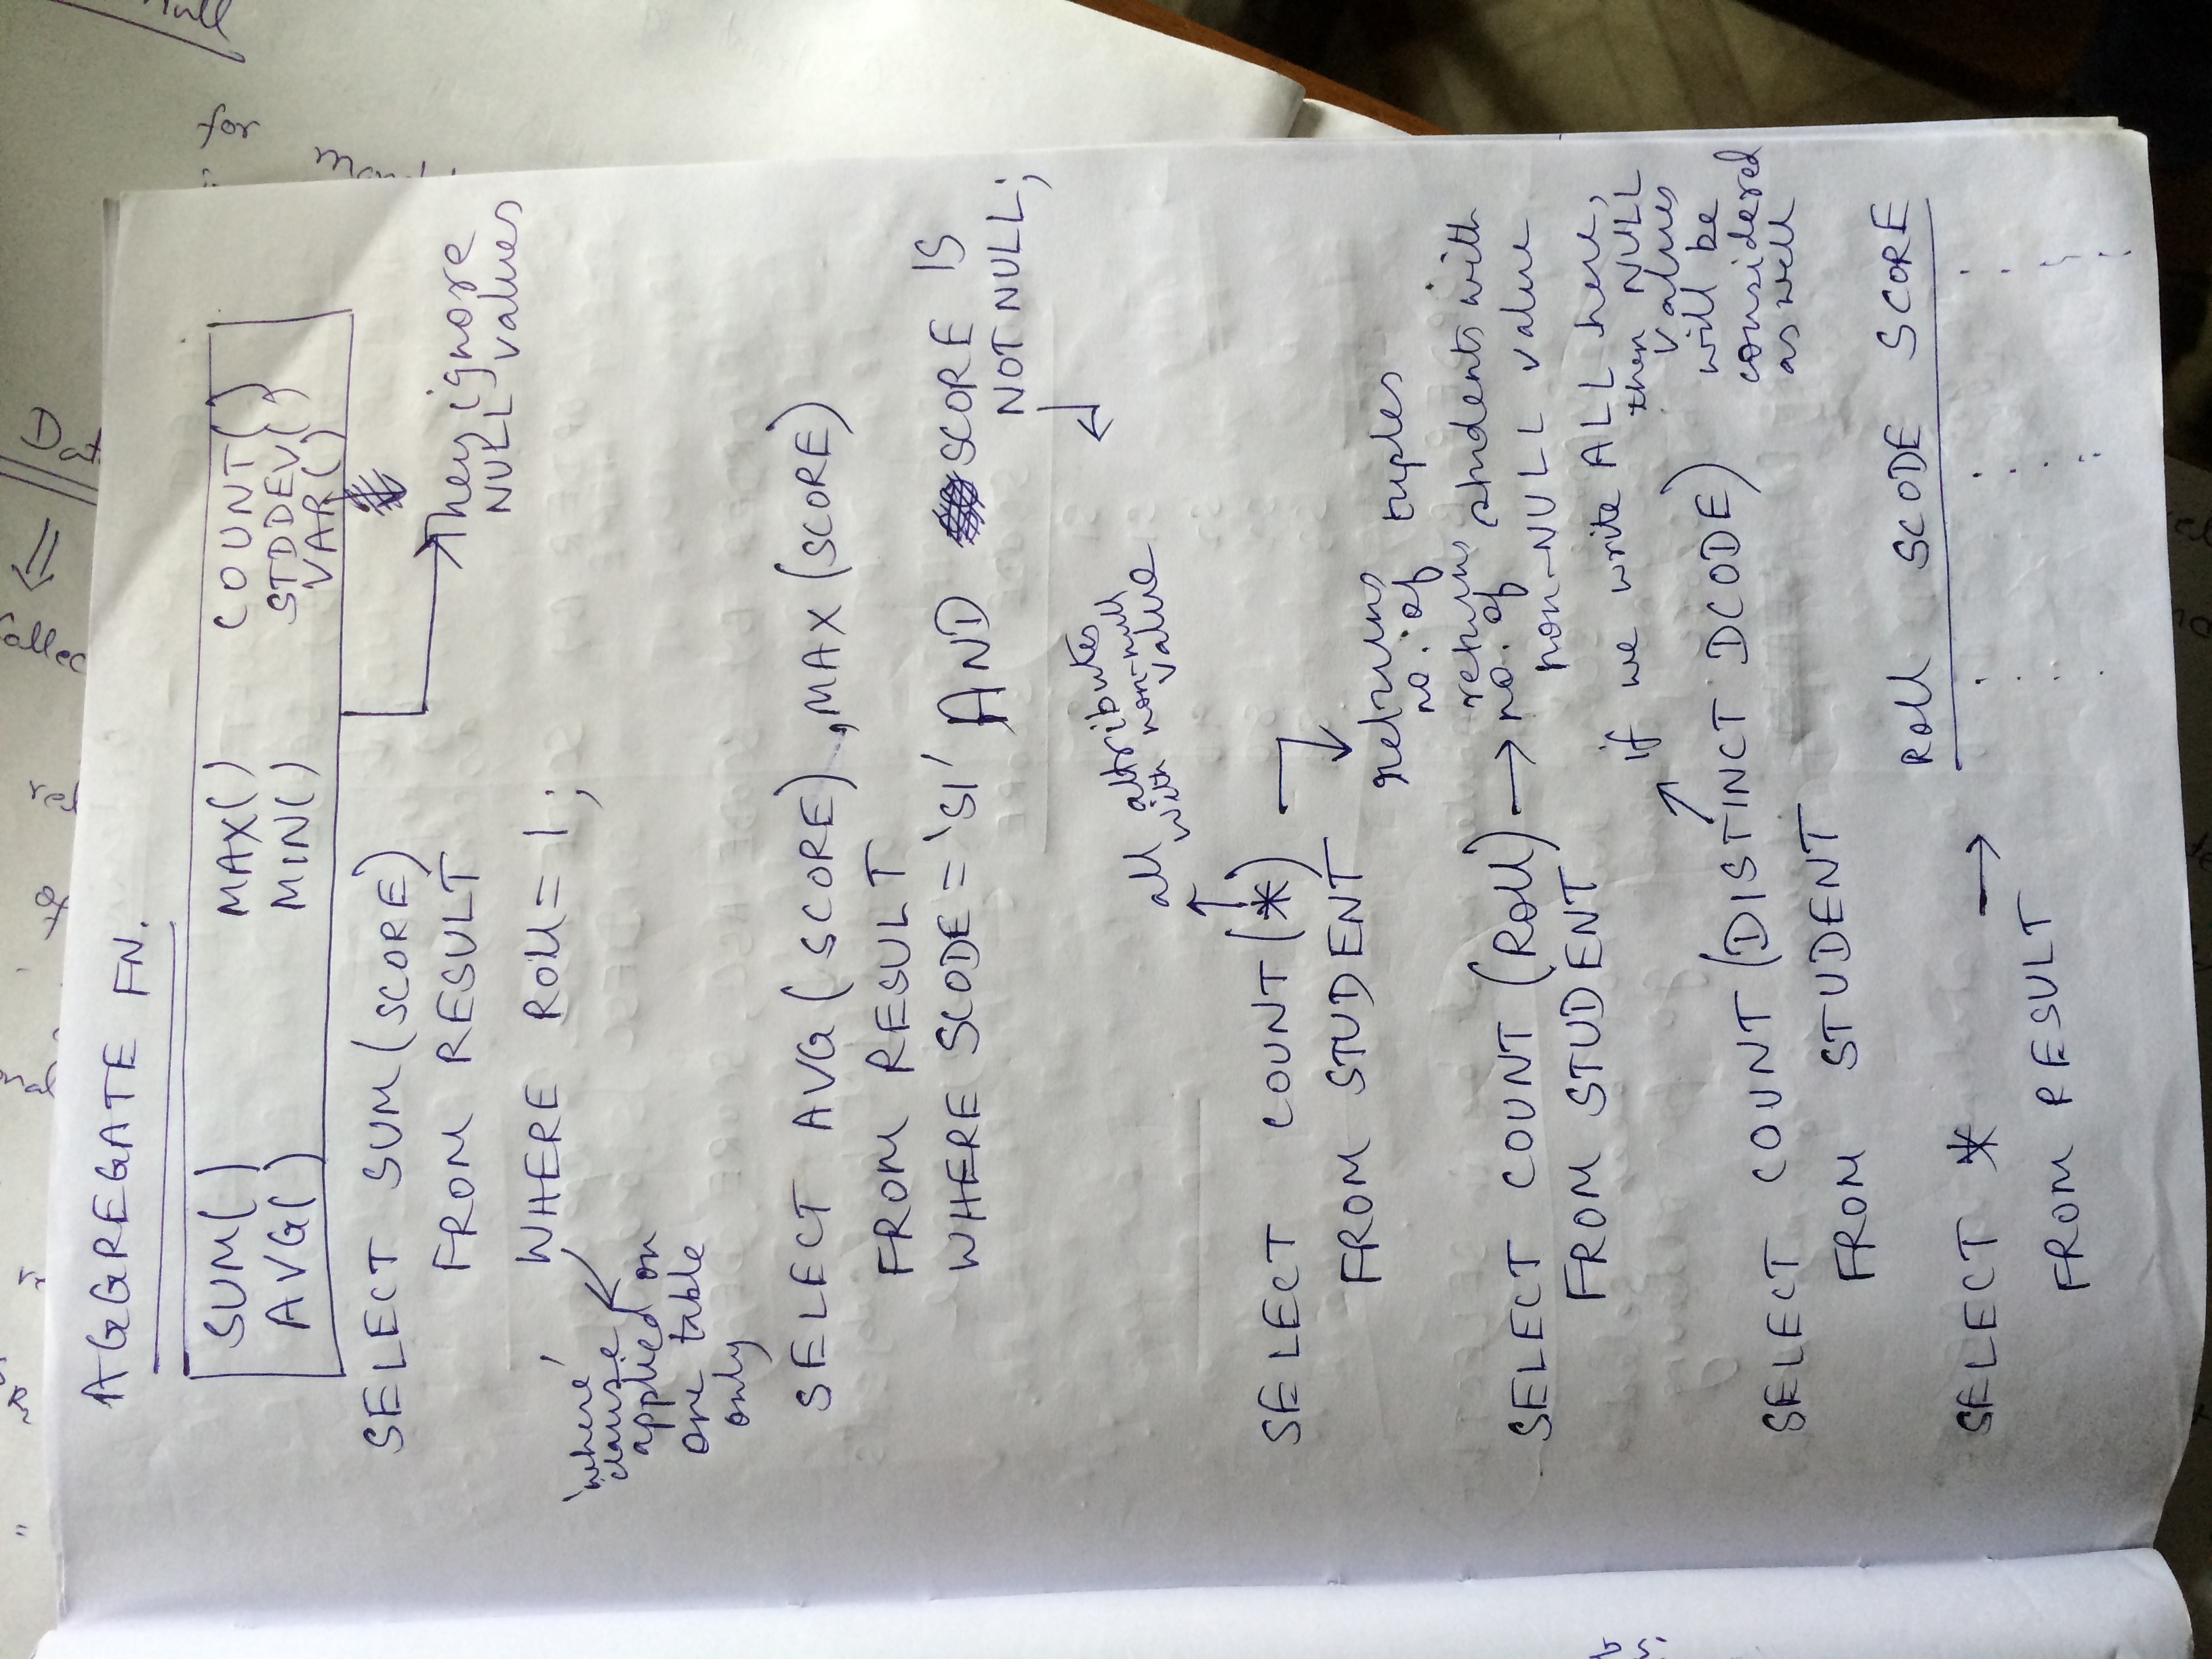 AGGREGATE FN.
SUM() MAX() COUNT()
AVG() MIN() STDDEV()
VAR()
SELECT SUM(SCORE)
FROM RESULT
They ignore
NULL values
WHERE Roll = 1 ;
'where'
clause
applied on
one table
only
SELECT AVG ( SCORE) , MAX (SCORE)
FROM RESULT
WHERE SCODE = 'S1' AND SCORE IS
NOT NULL;
all attributes
with non-null
value
SELECT COUNT(*)
FROM STUDENT
returns
no. of tuples
SELECT COUNT (Roll) → returns
no. of students with
non-NULL value
FROM STUDENT
if we write ALL here,
then NULL
values
will be
considered
as well
SELECT COUNT (DISTINCT DCODE)
FROM STUDENT
SELECT * → Roll SCODE SCORE
FROM RESULT
Dat
Collec
for
Null